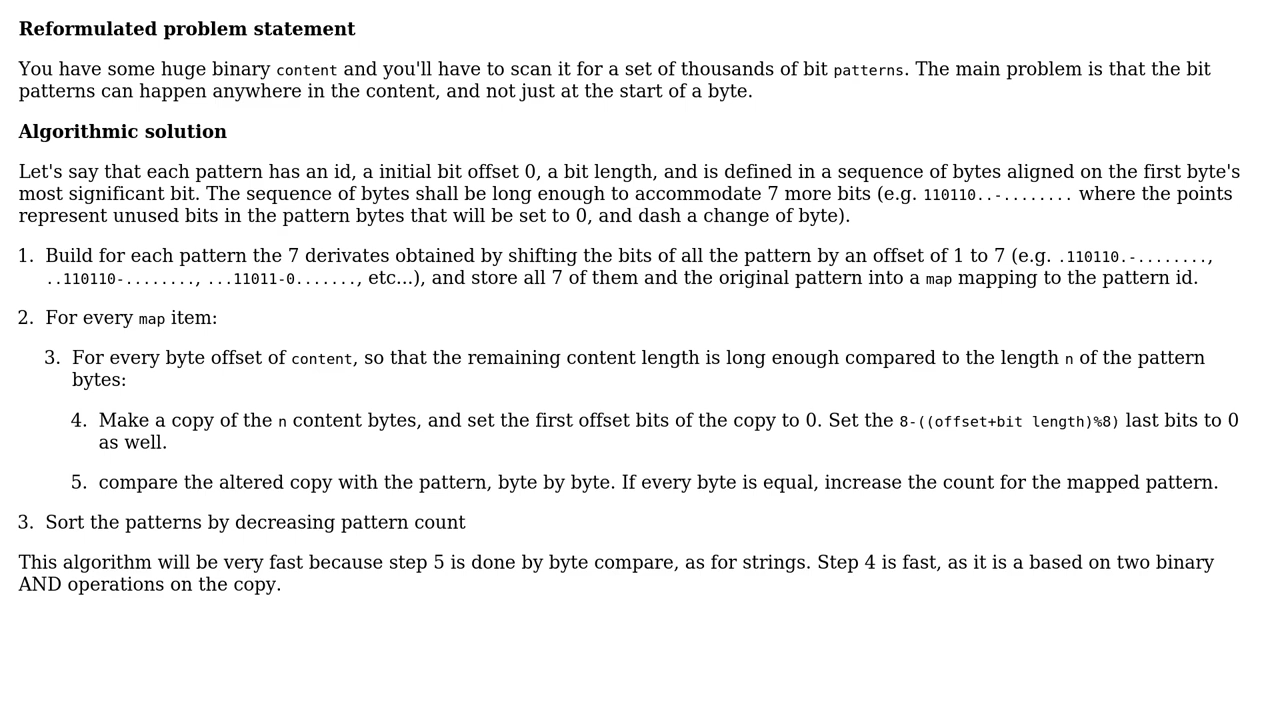 Reformulated problem statement
You have some huge binary content and you'll have to scan it for a set of thousands of bit patterns. The main problem is that the bit
patterns can happen anywhere in the content, and not just at the start of a byte.
Algorithmic solution
Let's say that each pattern has an id, a initial bit offset 0, a bit length, and is defined in a sequence of bytes aligned on the first byte's
most significant bit. The sequence of bytes shall be long enough to accommodate 7 more bits (e.g. 110110..-........ where the points
represent unused bits in the pattern bytes that will be set to 0, and dash a change of byte).
1. Build for each pattern the 7 derivates obtained by shifting the bits of all the pattern by an offset of 1 to 7 (e.g. .110110.-........,
..110110-........, ...11011-0......., etc...), and store all 7 of them and the original pattern into a map mapping to the pattern id.
2. For every map item:
3. For every byte offset of content, so that the remaining content length is long enough compared to the length n of the pattern
bytes:
4. Make a copy of the n content bytes, and set the first offset bits of the copy to 0. Set the 8-((offset+bit length)%8) last bits to 0
as well.
5. compare the altered copy with the pattern, byte by byte. If every byte is equal, increase the count for the mapped pattern.
3. Sort the patterns by decreasing pattern count
This algorithm will be very fast because step 5 is done by byte compare, as for strings. Step 4 is fast, as it is a based on two binary
AND operations on the copy.